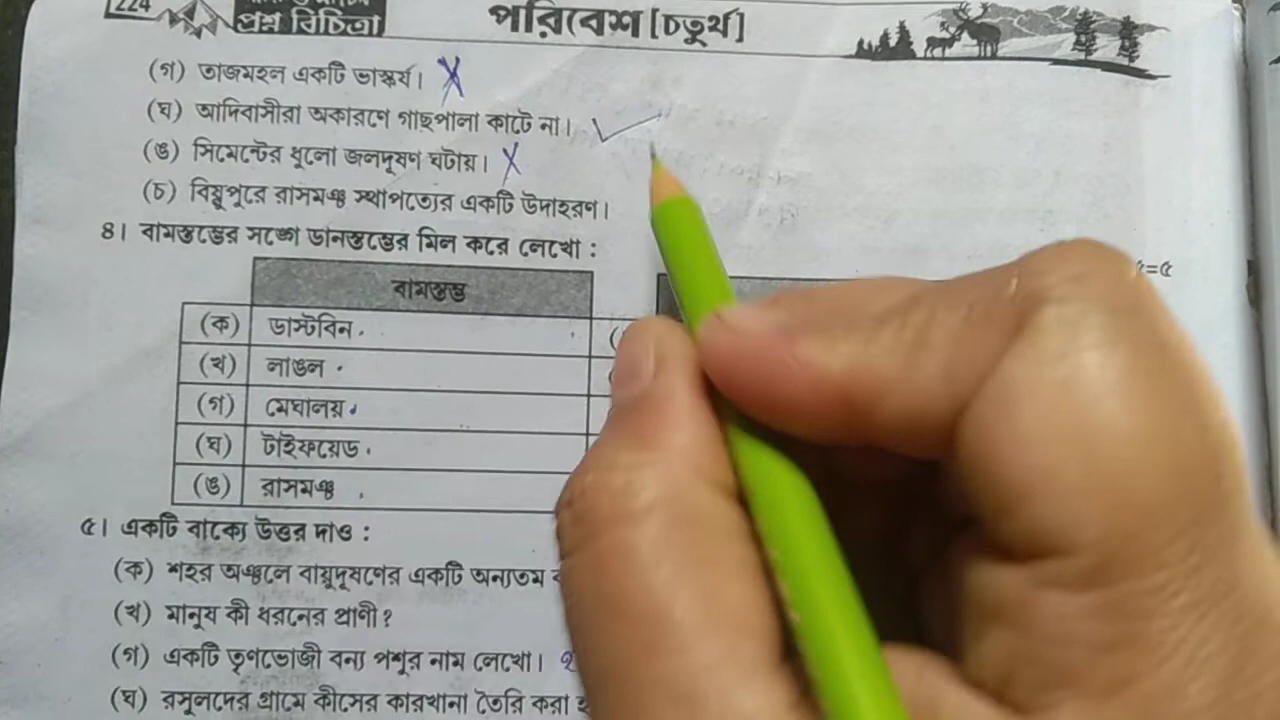 224
প্রশ্ন বিচিত্রা
পরিবেশ [চতুর্থ]
(গ) তাজমহল একটি ভাস্কর্য।
(ঘ) আদিবাসীরা অকারণে গাছপালা কাটে না।
(ঙ) সিমেন্টের ধুলো জলদূষণ ঘটায়।
(চ) বিষ্ণুপুরে রাসমঞ্চ স্থাপত্যের একটি উদাহরণ।
৪। বামস্তম্ভের সঙ্গে ডানস্তম্ভের মিল করে লেখো :
=৫
বামস্তম্ভ
(ক) ডাস্টবিন
(খ) লাঙল
(গ) মেঘালয়
(ঘ) টাইফয়েড
(ঙ) রাসমঞ্চ
৫। একটি বাক্যে উত্তর দাও :
(ক) শহর অঞ্চলে বায়ুদূষণের একটি অন্যতম
(খ) মানুষ কী ধরনের প্রাণী?
(গ) একটি তৃণভোজী বন্য পশুর নাম লেখো।
(ঘ) রসুলদের গ্রামে কীসের কারখানা তৈরি করা